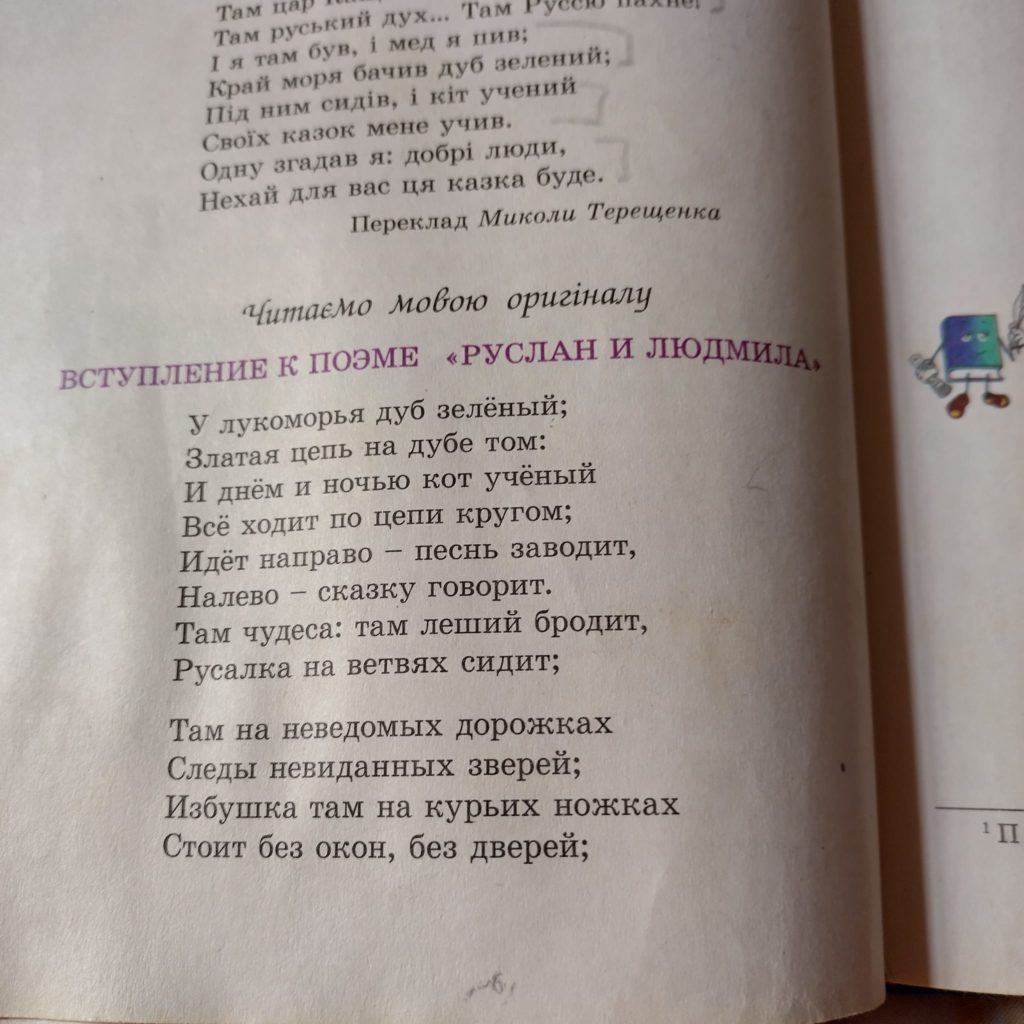 Там цар
Там руський дух... Там Руссю пахне!
І я там був, і мед я пив;
Край моря бачив дуб зелений;
Під ним сидів, і кіт учений
Своїх казок мене учив.
Одну згадав я: добрі люди,
Нехай для вас ця казка буде.
Переклад Миколи Терещенка
Читаємо мовою оригіналу
ВСТУПЛЕНИЕ К ПОЭМЕ «РУСЛАН И ЛЮДМИЛА»
У лукоморья дуб зелёный;
Златая цепь на дубе том:
И днём и ночью кот учёный
Всё ходит по цепи кругом;
Идёт направо – песнь заводит,
Налево – сказку говорит.
Там чудеса: там леший бродит,
Русалка на ветвях сидит;
Там на неведомых дорожках
Следы невиданных зверей;
Избушка там на курьих ножках
Стоит без окон, без дверей;
1 П